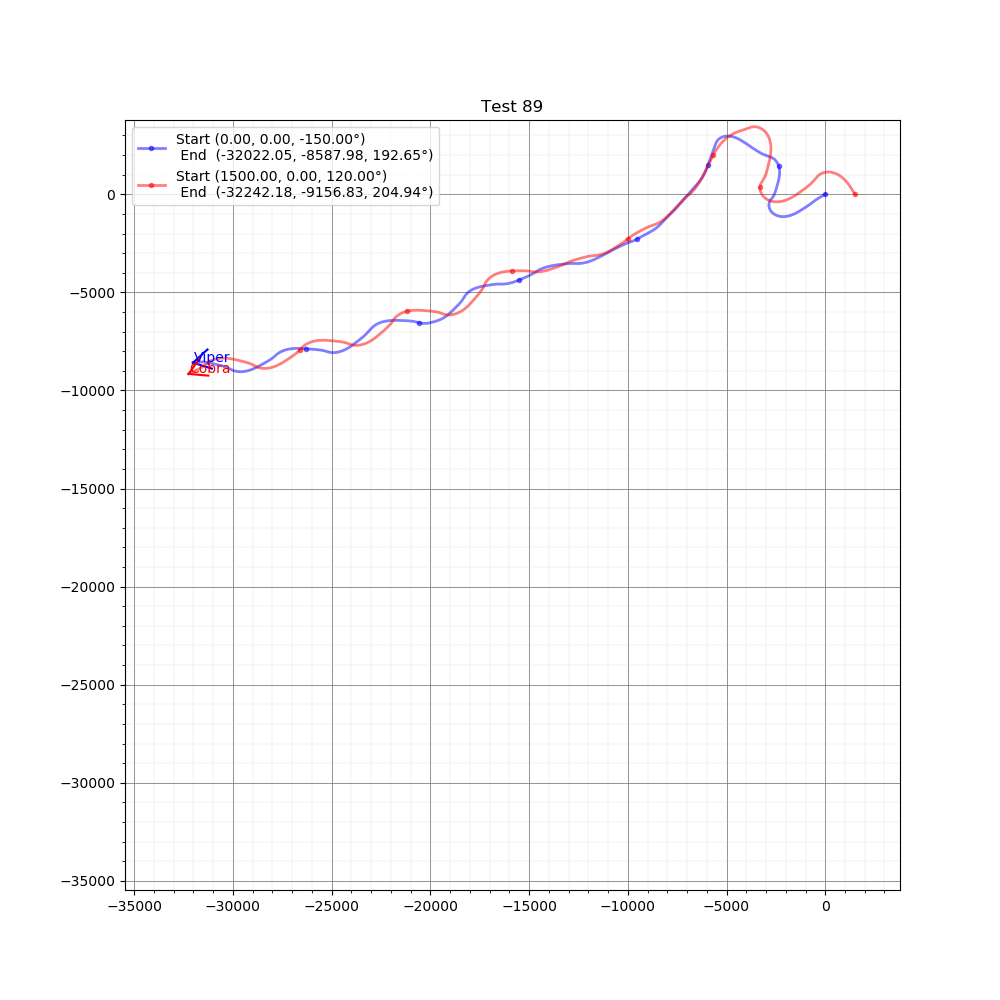 Test 89
Start (0.00, 0.00, -150.00°)
End (-32022.05, -8587.98, 192.65°)
Start (1500.00, 0.00, 120.00°)
End (-32242.18, -9156.83, 204.94°)
0
−5000
−10000
−15000
−20000
−25000
−30000
−35000
Viper
Cobra
−35000 −30000 −25000 −20000 −15000 −10000 −5000 0